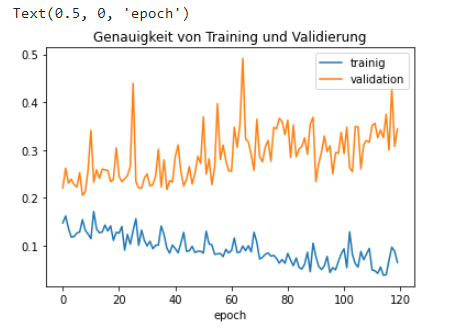 Text(0.5, 0, 'epoch')
Genauigkeit von Training und Validierung
trainig
validation
0.5
0.4
0.3
0.2
0.1
0 20 40 60 80 100 120
epoch